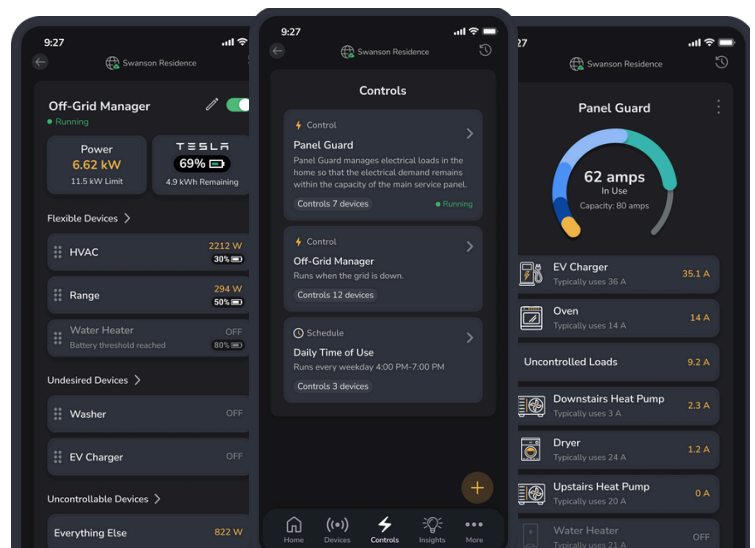 9:27
Swanson Residence
Off-Grid Manager
Running
Power
6.62 kW
11.5 kW Limit
TESLA
69%
4.9 kWh Remaining
Flexible Devices
HVAC
2212 W
30%
Range
294 W
50%
Water Heater
OFF
Battery threshold reached
80%
Undesired Devices
Washer
OFF
EV Charger
OFF
Uncontrollable Devices
Everything Else
822 W
9:27
Swanson Residence
Controls
Control
Panel Guard
Panel Guard manages electrical loads in the
home so that the electrical demand remains
within the capacity of the main service panel.
Controls 7 devices
Running
Control
Off-Grid Manager
Runs when the grid is down.
Controls 12 devices
Schedule
Daily Time of Use
Runs every weekday 4:00 PM-7:00 PM
Controls 3 devices
Home
Devices
Controls
Insights
More
27
Swanson Residence
Panel Guard
62 amps
In Use
Capacity: 80 amps
EV Charger
Typically uses 36 A
35.1 A
Oven
Typically uses 14 A
14 A
Uncontrolled Loads
9.2 A
Downstairs Heat Pump
Typically uses 3 A
2.3 A
Dryer
Typically uses 24 A
1.2 A
Upstairs Heat Pump
Typically uses 20 A
0 A
Water Heater
Typically uses 21 A
OFF